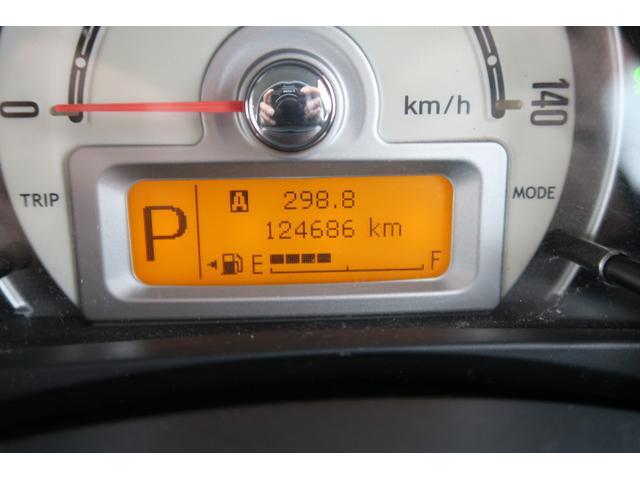 0
km/h
140
TRIP
MODE
P
A 298.8
124686 km
E F